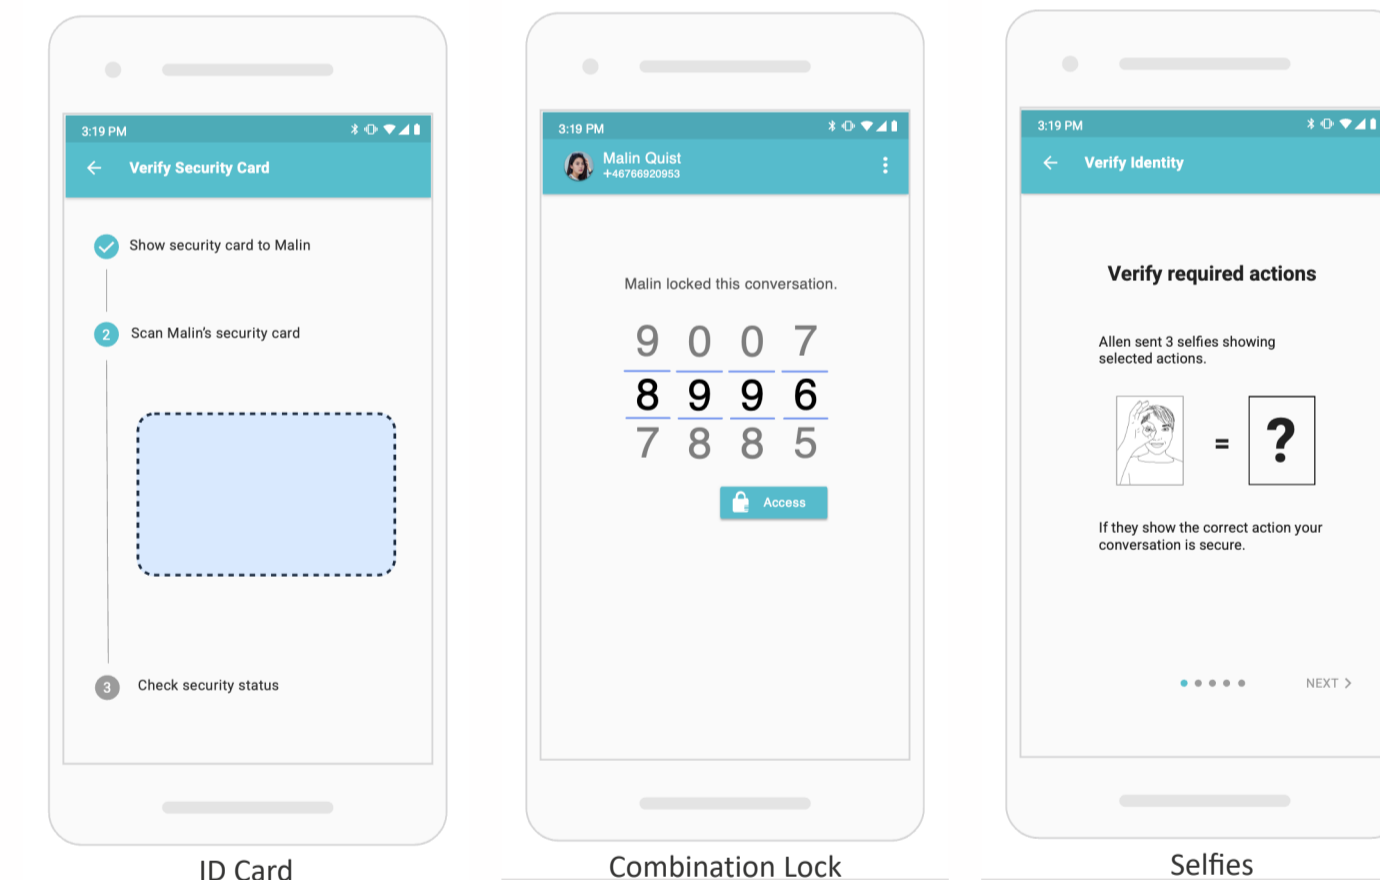 3:19 PM
Verify Security Card
Show security card to Malin
2
Scan Malin's security card
3
Check security status
ID Card
3:19 PM
Malin Quist
+46766920953
Malin locked this conversation.
9 0 0 7
8 9 9 6
7 8 8 5
Access
Combination Lock
3:19 PM
Verify Identity
Verify required actions
Allen sent 3 selfies showing
selected actions.
= ?
If they show the correct action your
conversation is secure.
NEXT
Selfies